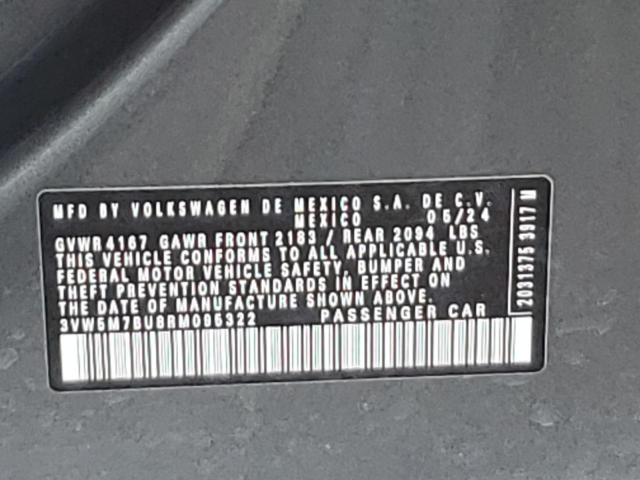 MFD BY VOLKSWAGEN DE MEXICO S.A. DE C.V.
MEXICO 05/24
GVWR 4167 GAWR FRONT 2183 / REAR 2094 LBS
THIS VEHICLE CONFORMS TO ALL APPLICABLE U.S.
FEDERAL MOTOR VEHICLE SAFETY, BUMPER AND
THEFT PREVENTION STANDARDS IN EFFECT ON
THE DATE OF MANUFACTURE SHOWN ABOVE.
3VW5M7BU8RM095322 PASSENGER CAR
2031375 3917 M